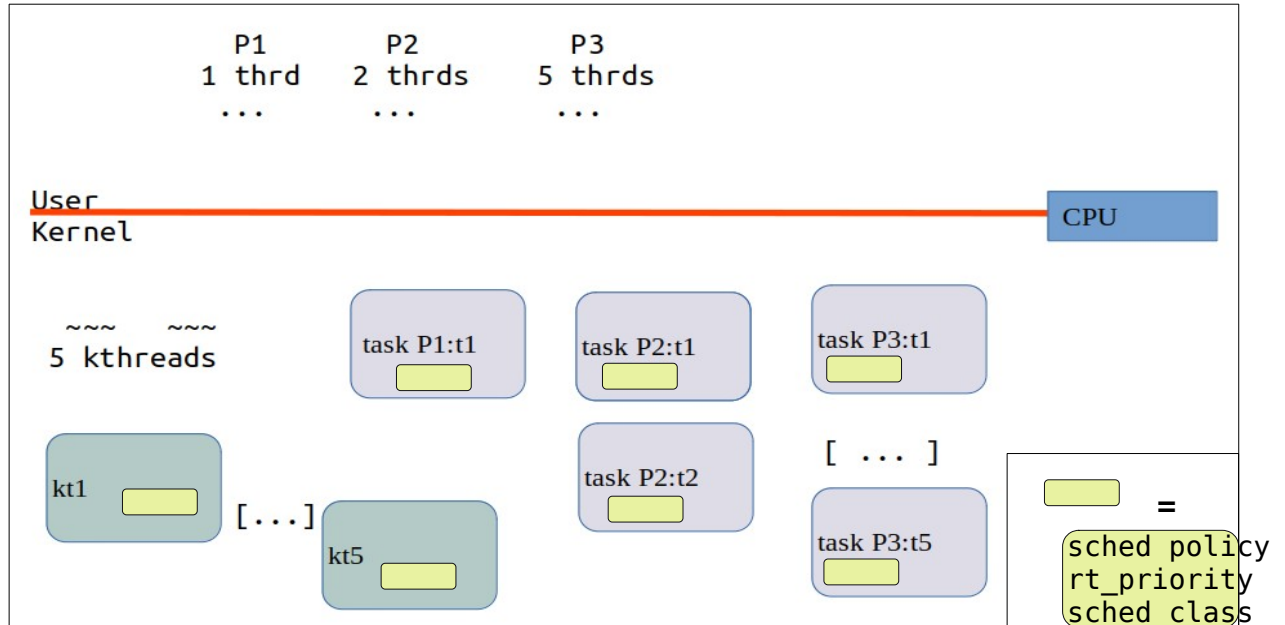 P1 P2 P3
1 thrd 2 thrds 5 thrds
... ... ...
User
Kernel
CPU
~~~ ~~~
5 kthreads
task P1:t1
task P2:t1
task P3:t1
kt1
[...]
kt5
task P2:t2
[ ... ]
task P3:t5
=
sched policy
rt_priority
sched class